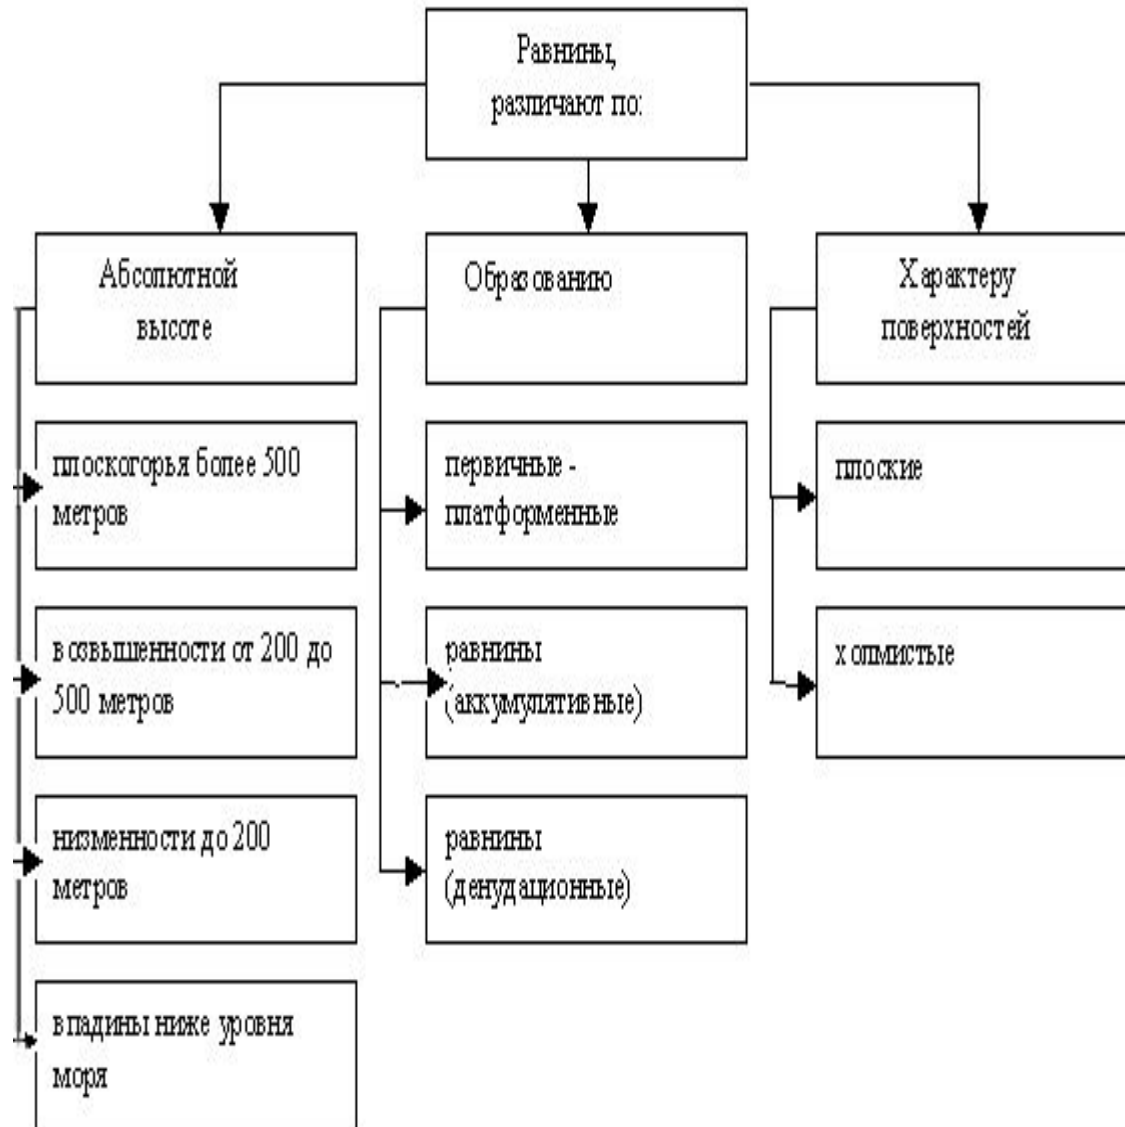 Равнины,
различают по:
Абсолютной
высоте
плоскогорья более 500
метров
возвышенности от 200 до
500 метров
низменности до 200
метров
впадины ниже уровня
моря
Образованию
первичные -
платформенные
равнины
(аккумулятивные)
равнины
(денудационные)
Характеру
поверхностей
плоские
холмистые